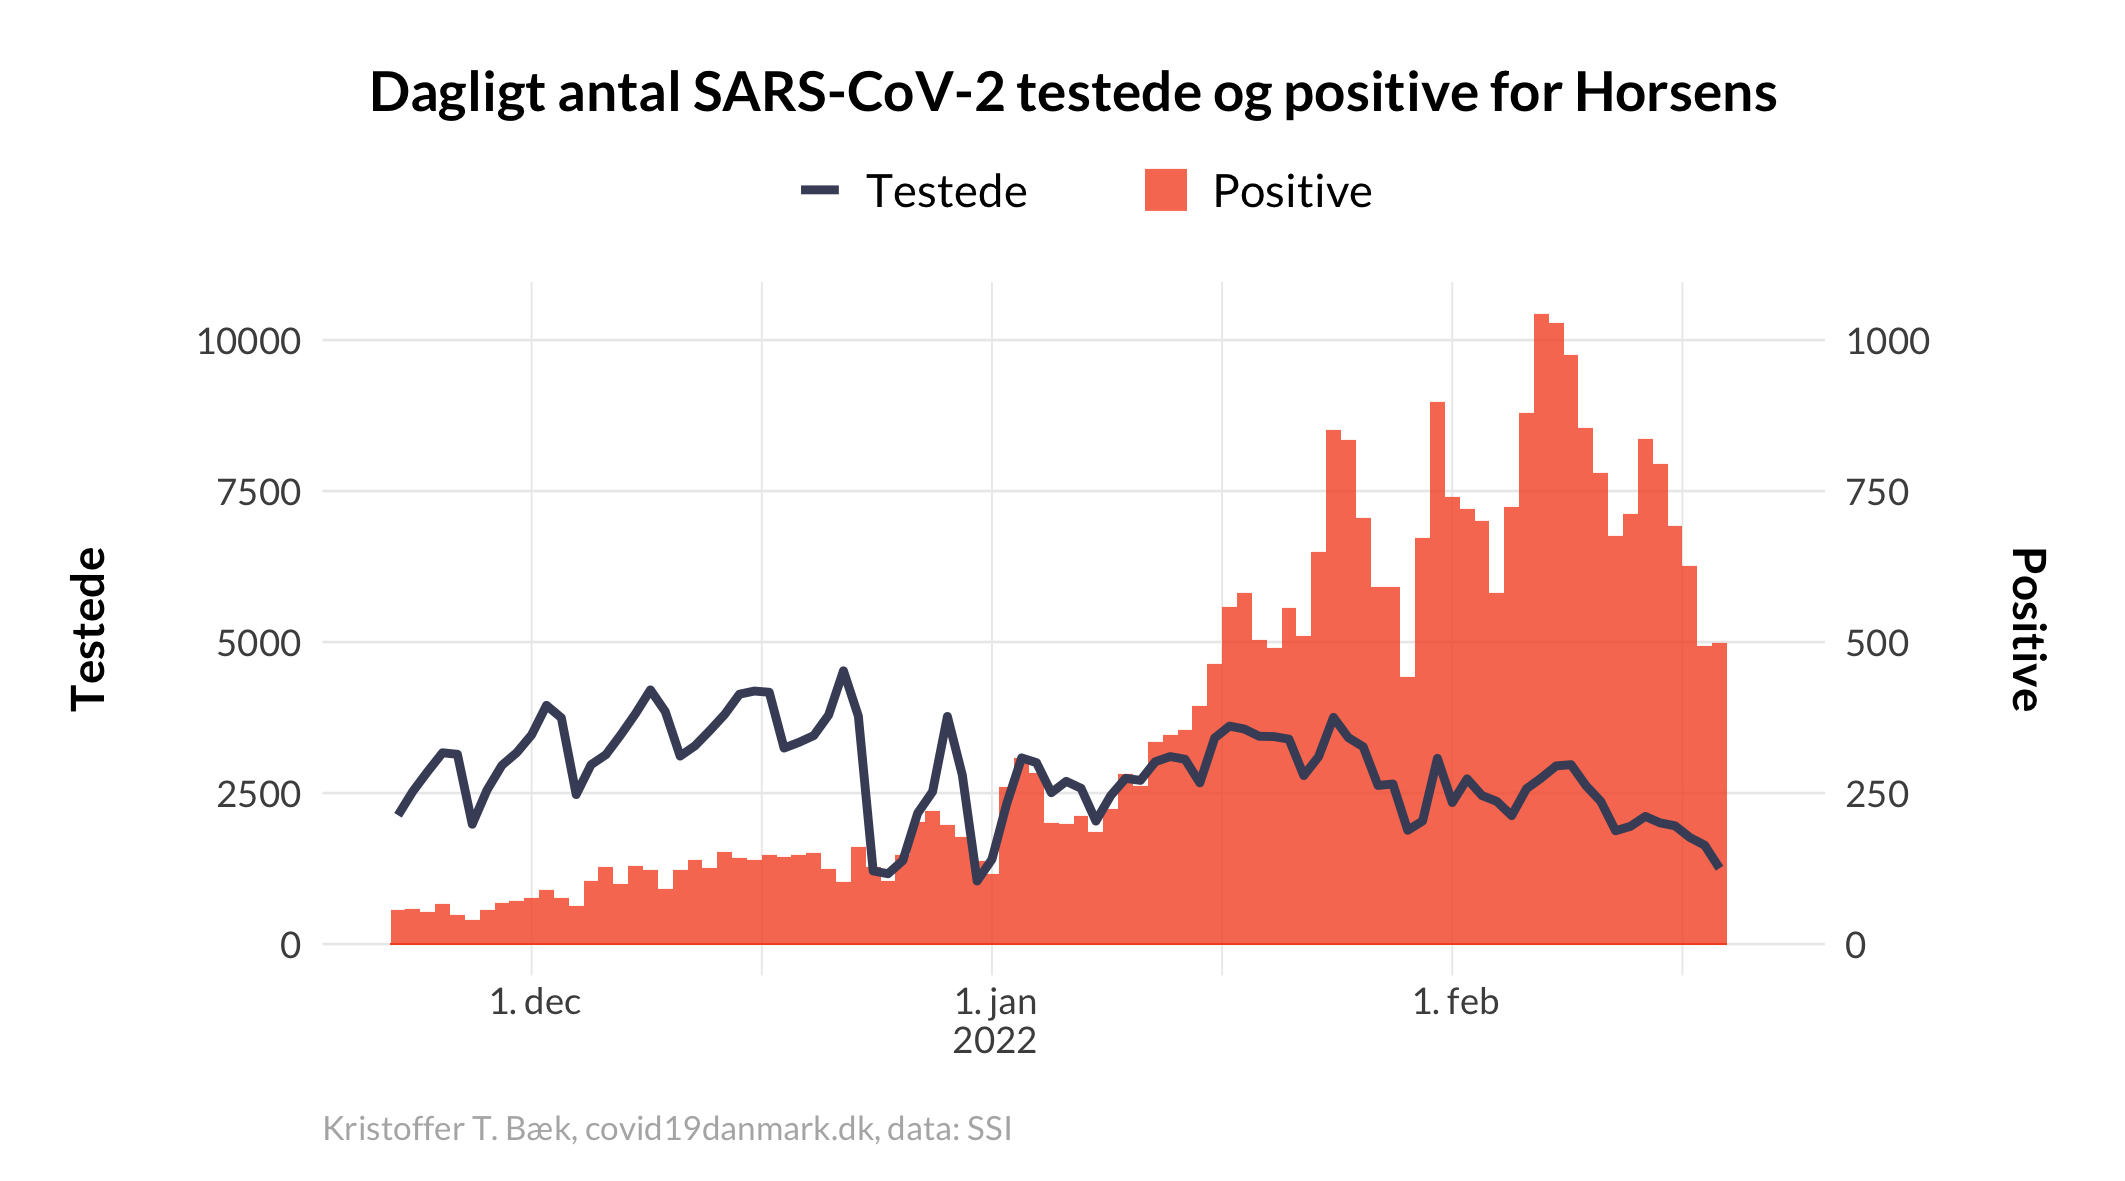 Dagligt antal SARS-CoV-2 testede og positive for Horsens
Testede Positive
10000 1000
7500 750
5000 500
2500 250
0 0
Testede
Positive
1. dec 1. jan 1. feb
2022
Kristoffer T. Bæk, covid19danmark.dk, data: SSI